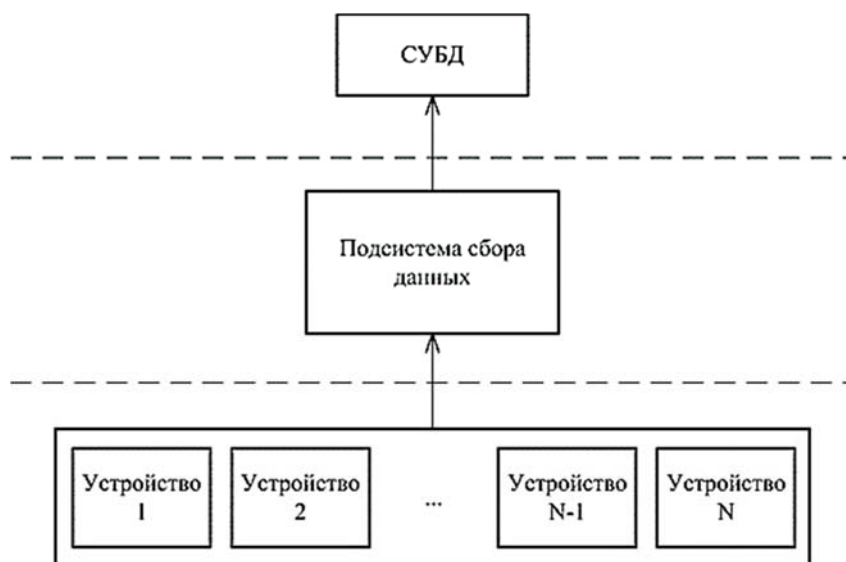 СУБД
Подсистема сбора
данных
Устройство
1
Устройство
2
...
Устройство
N-1
Устройство
N